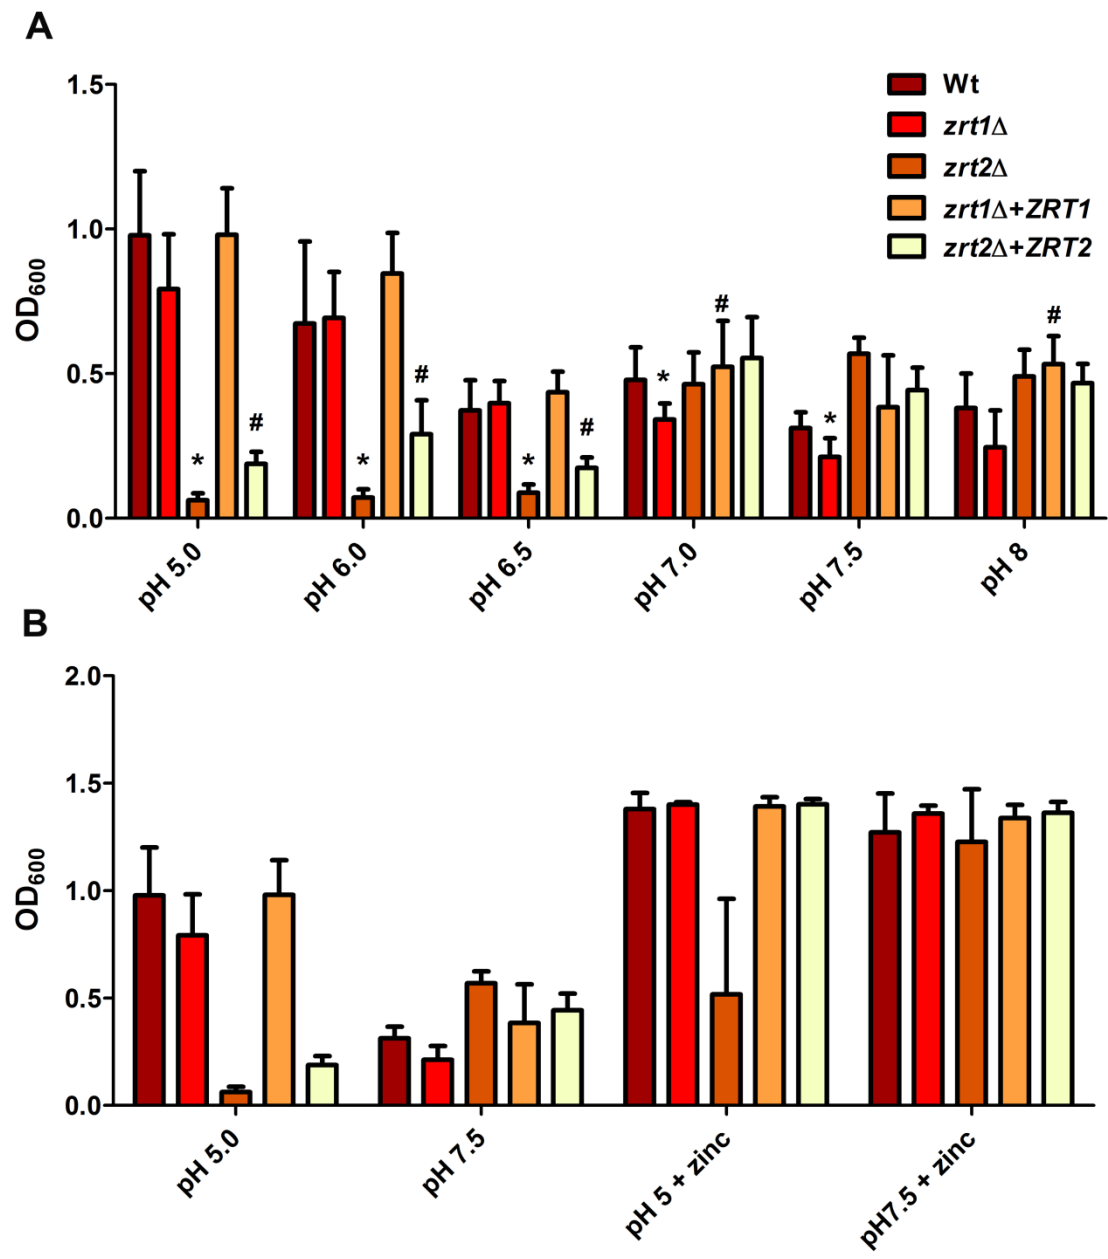 A
1.5
1.0
0.5
0.0
OD600
Wt
zrt1Δ
zrt2Δ
zrt1Δ+ZRT1
zrt2Δ+ZRT2
* # * # * # * # * #
pH 5.0
pH 6.0
pH 6.5
pH 7.0
pH 7.5
pH 8
B
2.0
1.5
1.0
0.5
0.0
OD600
pH 5.0
pH 7.5
pH 5 + zinc
pH7.5 + zinc